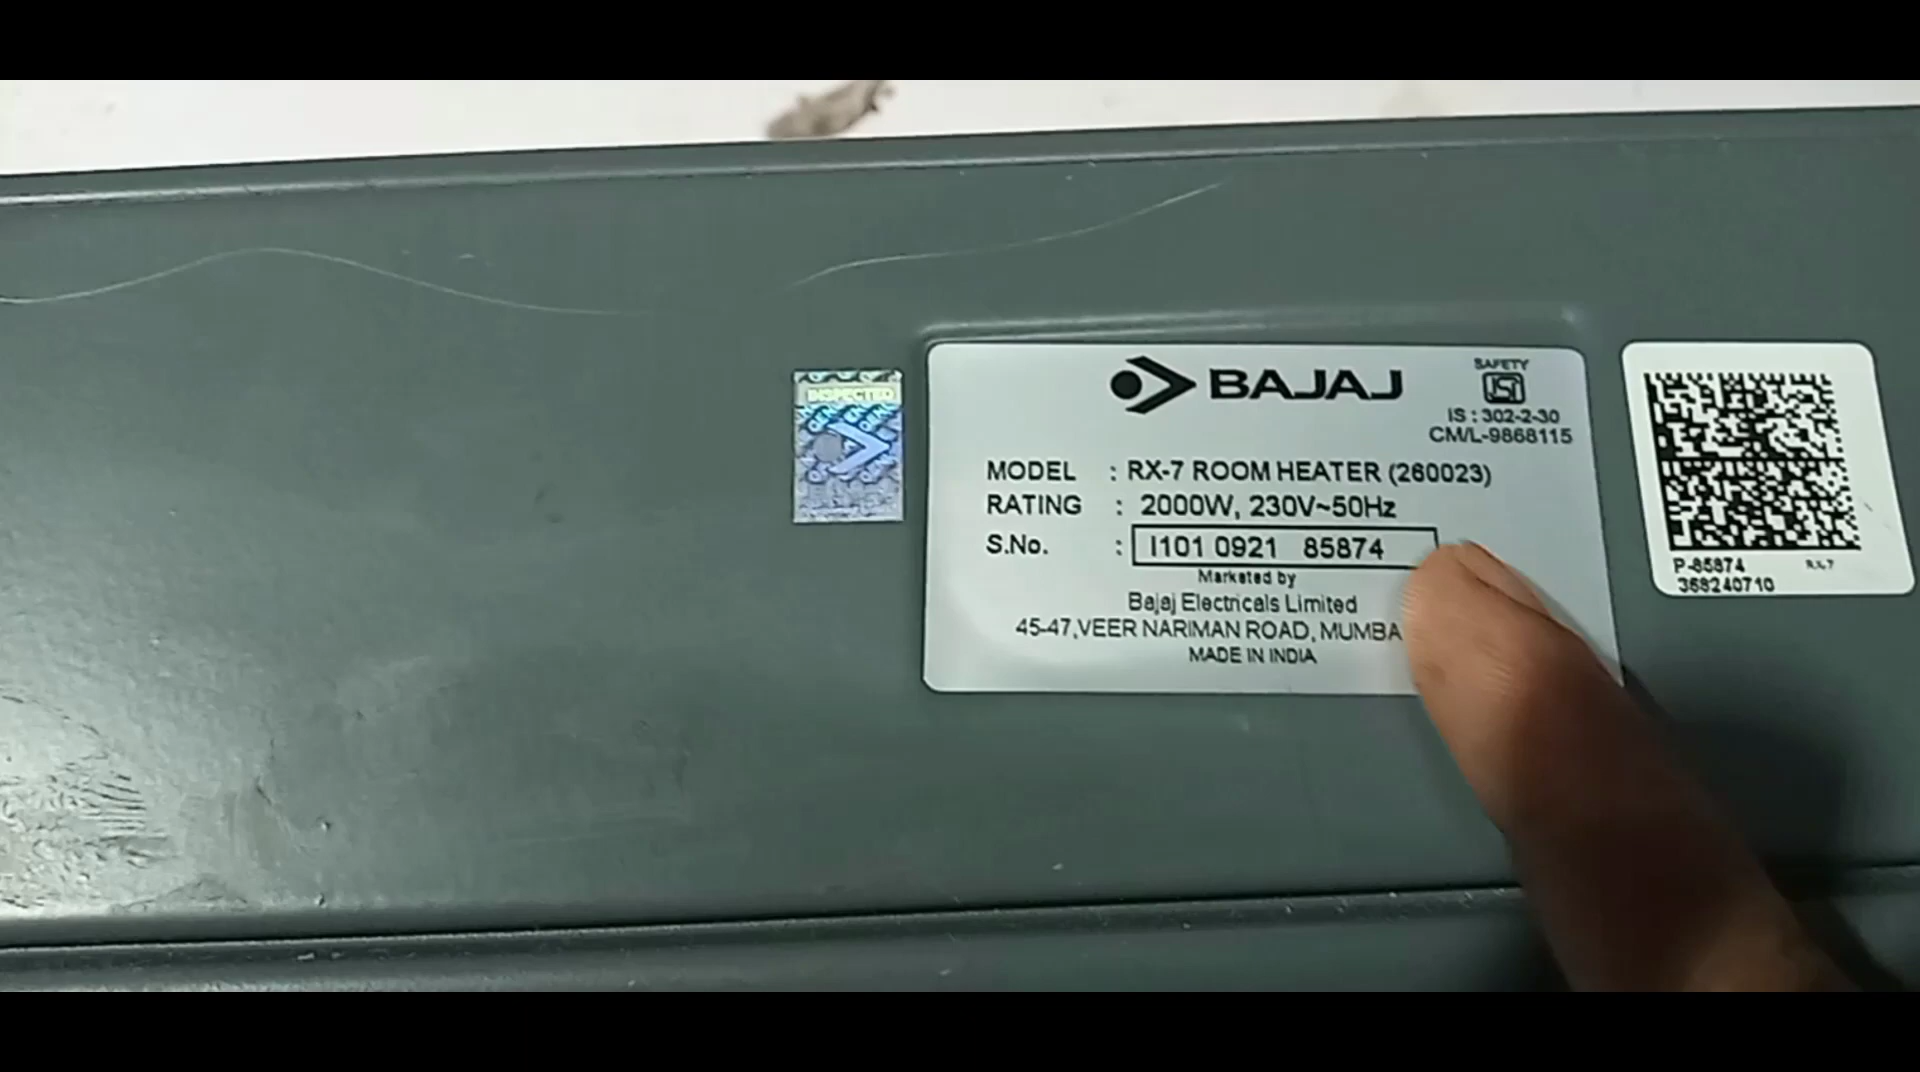 INSPECTED
BAJAJ
SAFETY
ISI
IS : 302-2-30
CM/L-9868115
MODEL : RX-7 ROOM HEATER (260023)
RATING : 2000W, 230V~50Hz
S.No. : I101 0921 85874
Marketed by
Bajaj Electricals Limited
45-47,VEER NARIMAN ROAD, MUMBA
MADE IN INDIA
P-85874 RX-7
368240710